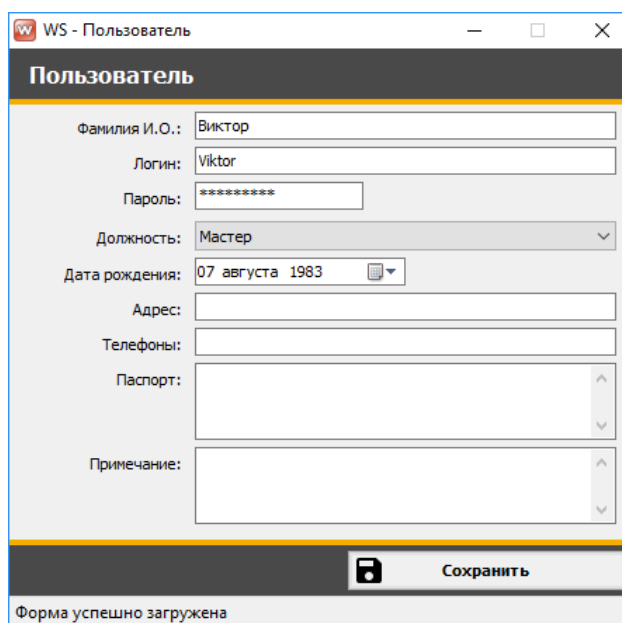 WS - Пользователь
Пользователь
Фамилия И.О.: Виктор
Логин: Viktor
Пароль: *********
Должность: Мастер
Дата рождения: 07 августа 1983
Адрес:
Телефоны:
Паспорт:
Примечание:
Сохранить
Форма успешно загружена